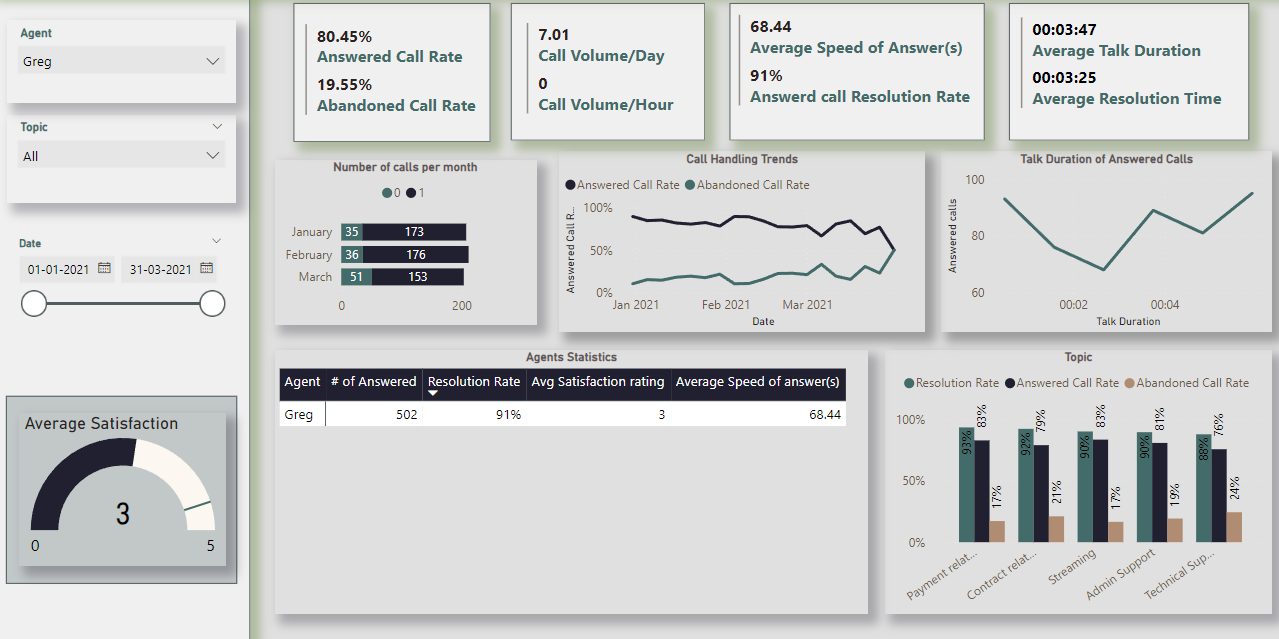 Agent
Greg
Topic
All
Date
01-01-2021
31-03-2021
Average Satisfaction
3
0
5
80.45%
Answered Call Rate
19.55%
Abandoned Call Rate
7.01
Call Volume/Day
0
Call Volume/Hour
68.44
Average Speed of Answer(s)
91%
Answerd call Resolution Rate
00:03:47
Average Talk Duration
00:03:25
Average Resolution Time
Number of calls per month
0 1
January 35 173
February 36 176
March 51 153
0 200
Call Handling Trends
Answered Call Rate Abandoned Call Rate
Answered Call R...
100%
50%
0%
Jan 2021 Feb 2021 Mar 2021
Date
Talk Duration of Answered Calls
Answered calls
100
80
60
00:02 00:04
Talk Duration
Agents Statistics
Agent # of Answered Resolution Rate Avg Satisfaction rating Average Speed of answer(s)
Greg 502 91% 3 68.44
Topic
Resolution Rate Answered Call Rate Abandoned Call Rate
100%
50%
0%
93% 83% 17% 92% 79% 21% 90% 83% 17% 90% 81% 19% 88% 76% 24%
Payment relat...
Contract relat...
Streaming
Admin Support
Technical Sup...